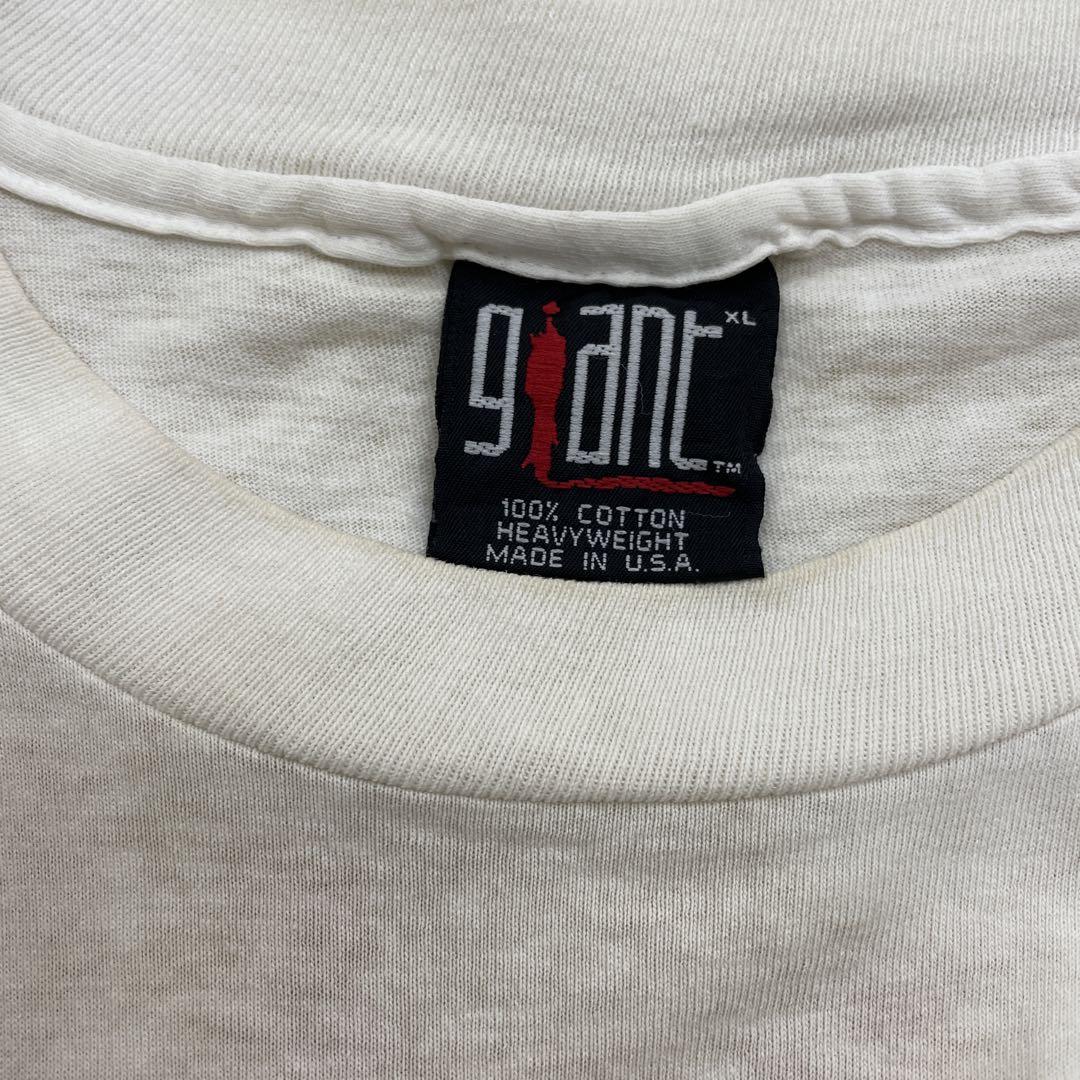 giant XL
TM
100% COTTON
HEAVYWEIGHT
MADE IN U.S.A.